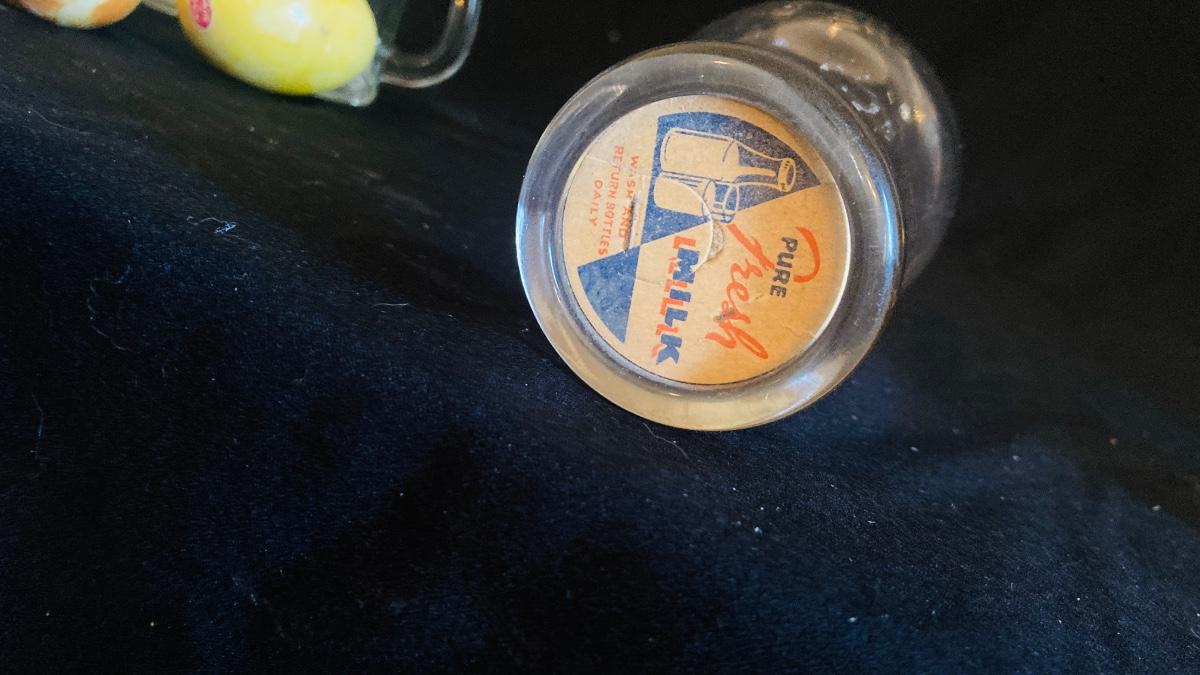 PURE
Fresh
MILK
WASH AND
RETURN BOTTLES
DAILY